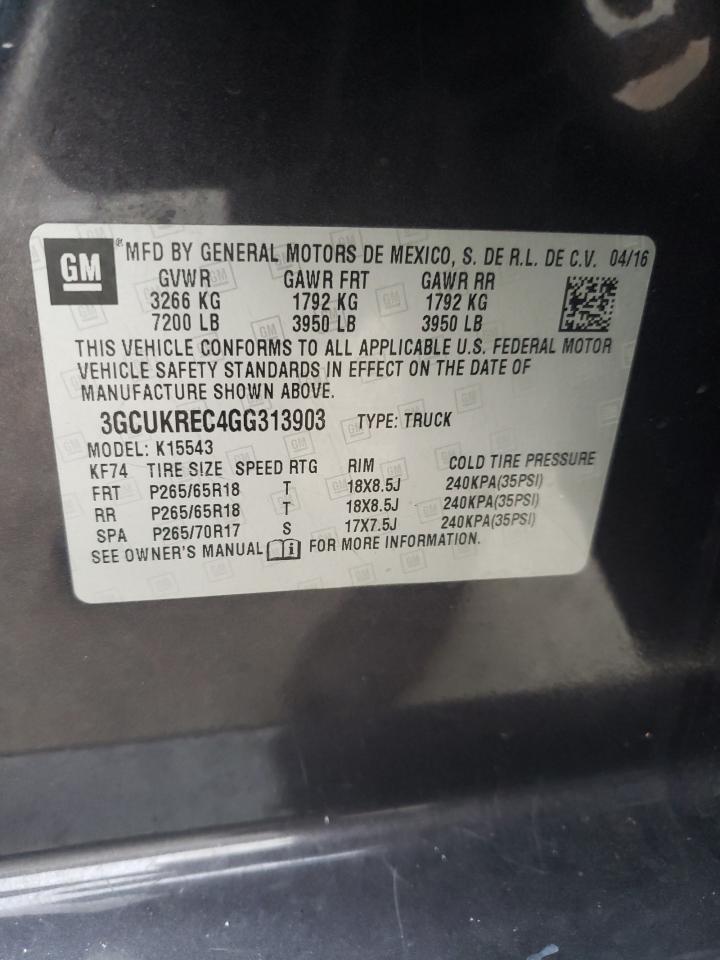 GM ® MFD BY GENERAL MOTORS DE MEXICO, S. DE R.L. DE C.V. 04/16
GVWR GAWR FRT GAWR RR
3266 KG 1792 KG 1792 KG
7200 LB 3950 LB 3950 LB
THIS VEHICLE CONFORMS TO ALL APPLICABLE U.S. FEDERAL MOTOR
VEHICLE SAFETY STANDARDS IN EFFECT ON THE DATE OF
MANUFACTURE SHOWN ABOVE.
3GCUKREC4GG313903 TYPE: TRUCK
MODEL: K15543
KF74 TIRE SIZE SPEED RTG RIM COLD TIRE PRESSURE
FRT P265/65R18 T 18X8.5J 240KPA(35PSI)
RR P265/65R18 T 18X8.5J 240KPA(35PSI)
SPA P265/70R17 S 17X7.5J 240KPA(35PSI)
SEE OWNER'S MANUAL FOR MORE INFORMATION.